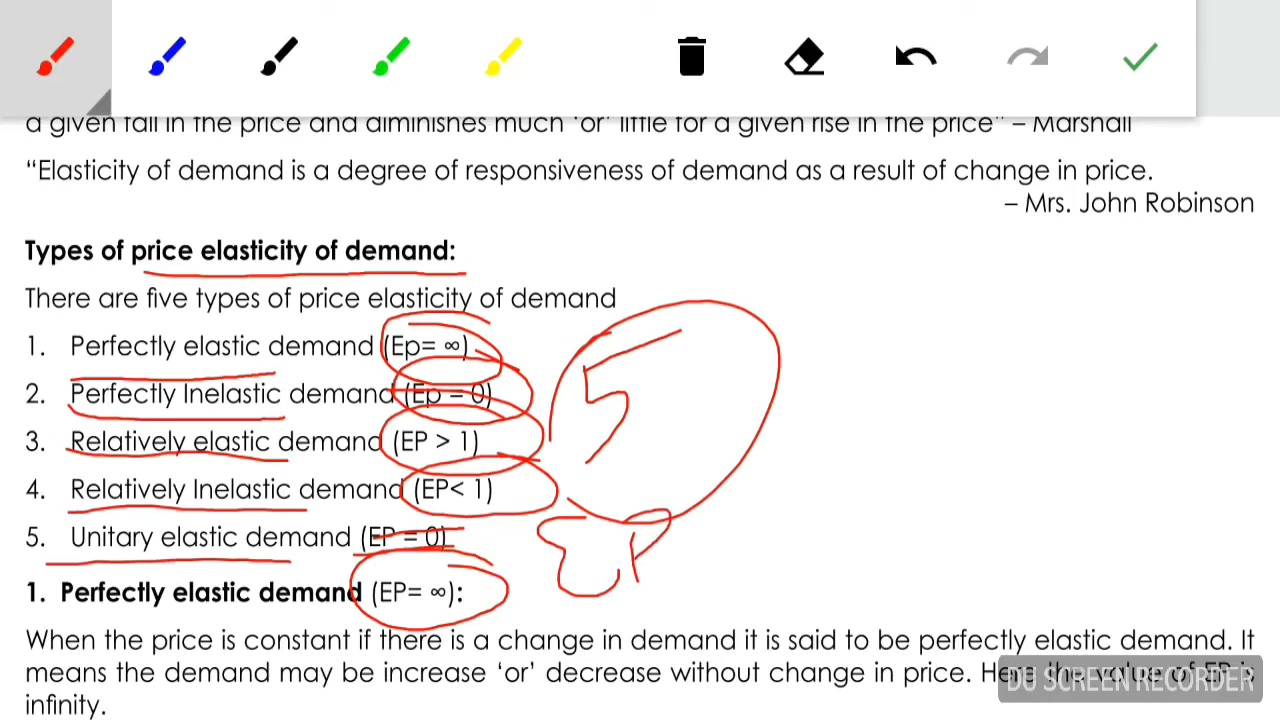 a given fall in the price and diminishes much ‘or’ little for a given rise in the price” – Marshall
“Elasticity of demand is a degree of responsiveness of demand as a result of change in price.
– Mrs. John Robinson
Types of price elasticity of demand:
There are five types of price elasticity of demand
1. Perfectly elastic demand (Ep= ∞)
2. Perfectly Inelastic demand (Ep = 0)
3. Relatively elastic demand (EP > 1)
4. Relatively Inelastic demand (EP< 1)
5. Unitary elastic demand (EP = 0)
5
EP
1. Perfectly elastic demand (EP= ∞):
When the price is constant if there is a change in demand it is said to be perfectly elastic demand. It
means the demand may be increase ‘or’ decrease without change in price. Here the value of EP is
infinity.
DU SCREEN RECORDER